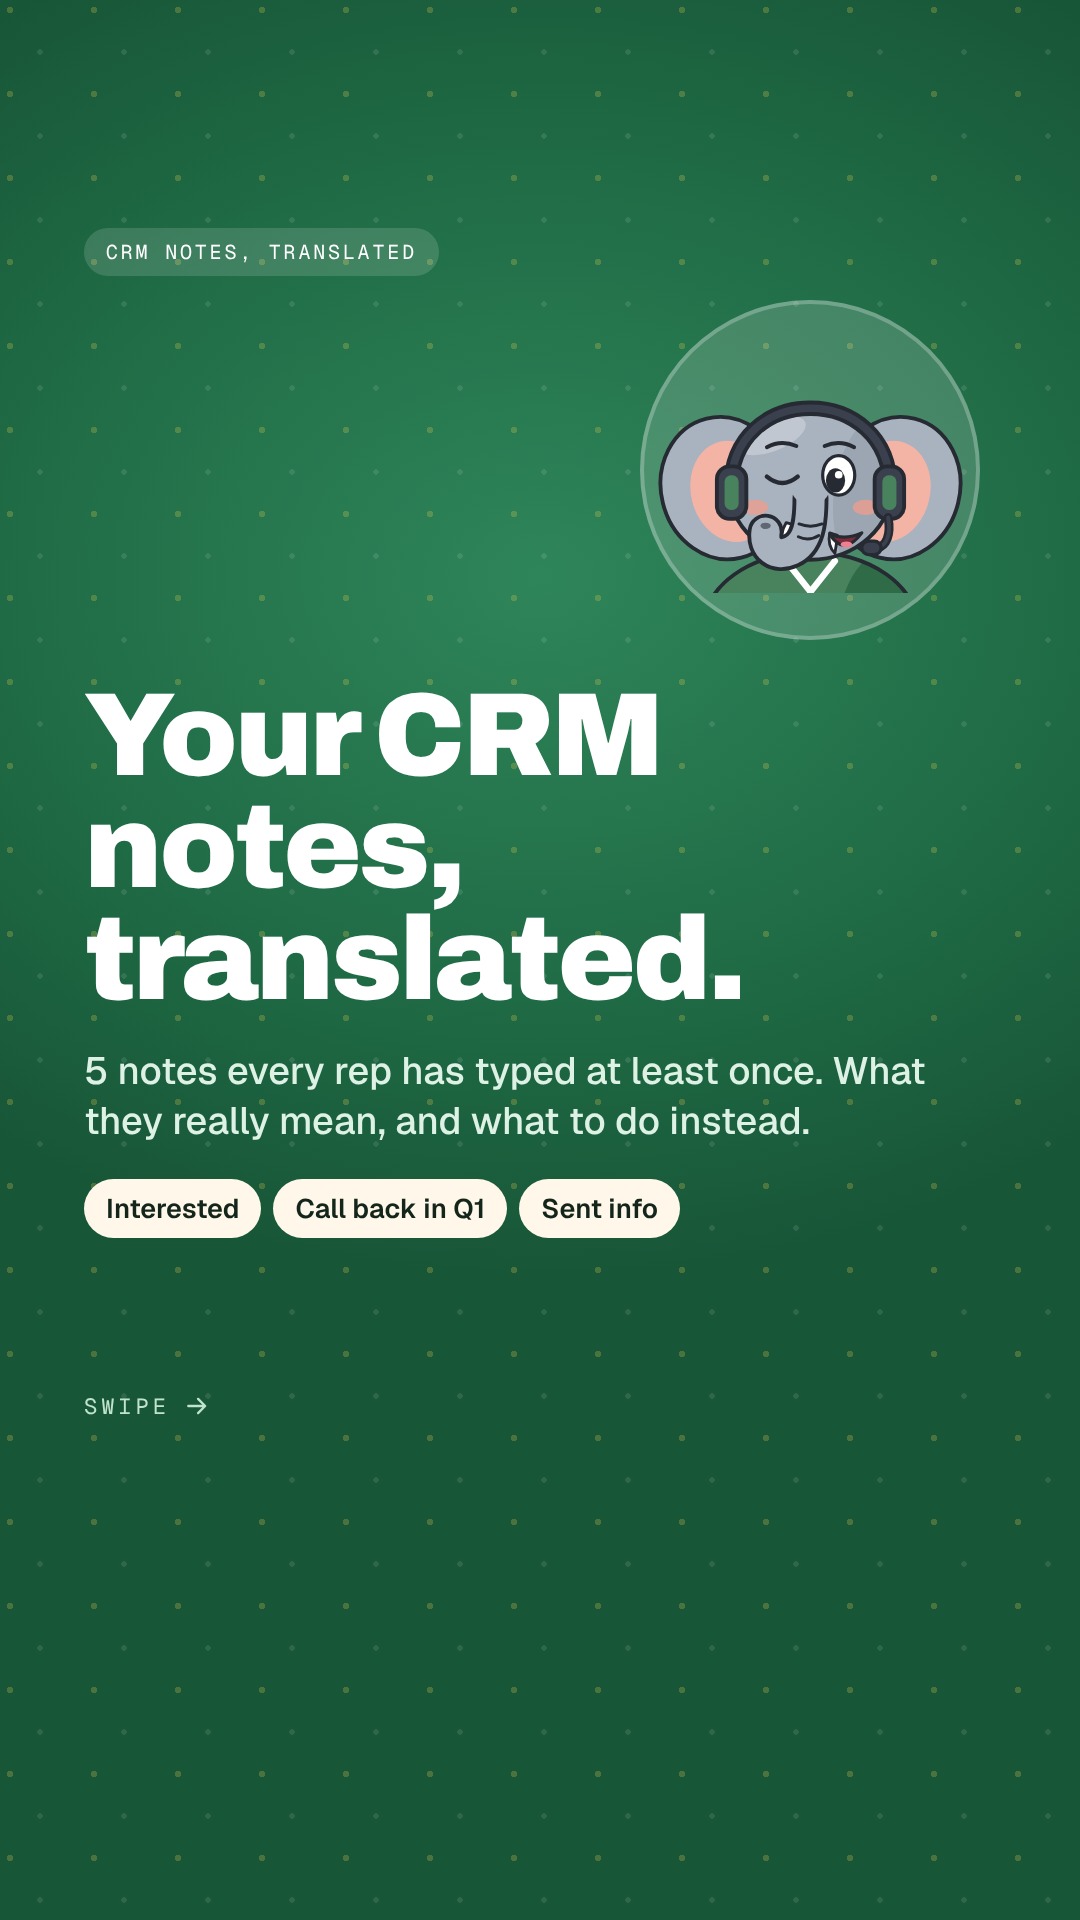 CRM NOTES, TRANSLATED
Your CRM
notes,
translated.
5 notes every rep has typed at least once. What
they really mean, and what to do instead.
Interested
Call back in Q1
Sent info
SWIPE →